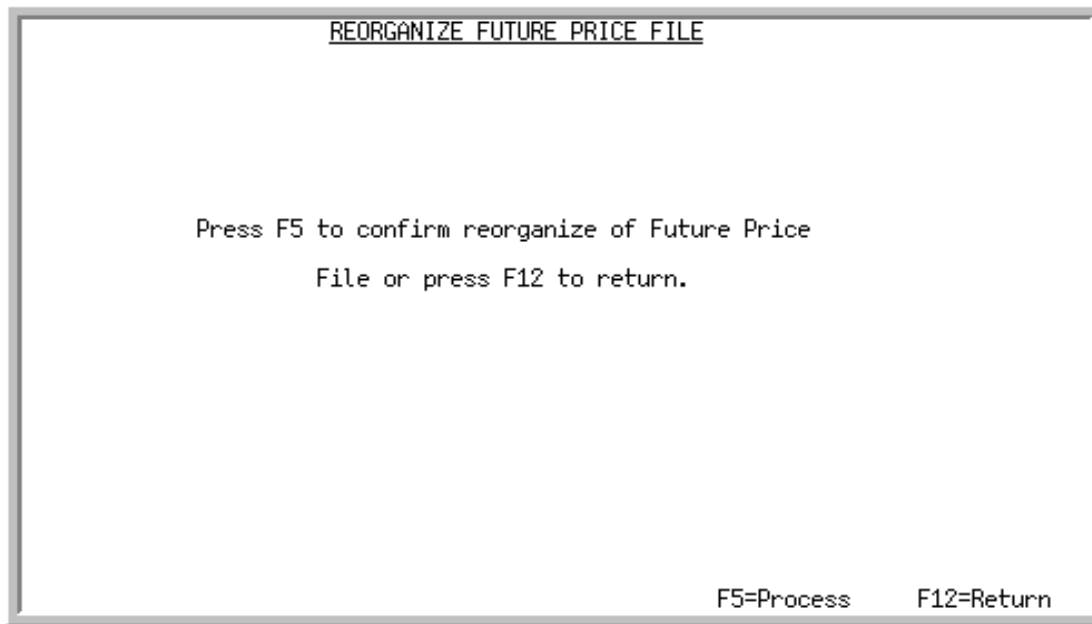 REORGANIZE FUTURE PRICE FILE
Press F5 to confirm reorganize of Future Price
File or press F12 to return.
F5=Process F12=Return